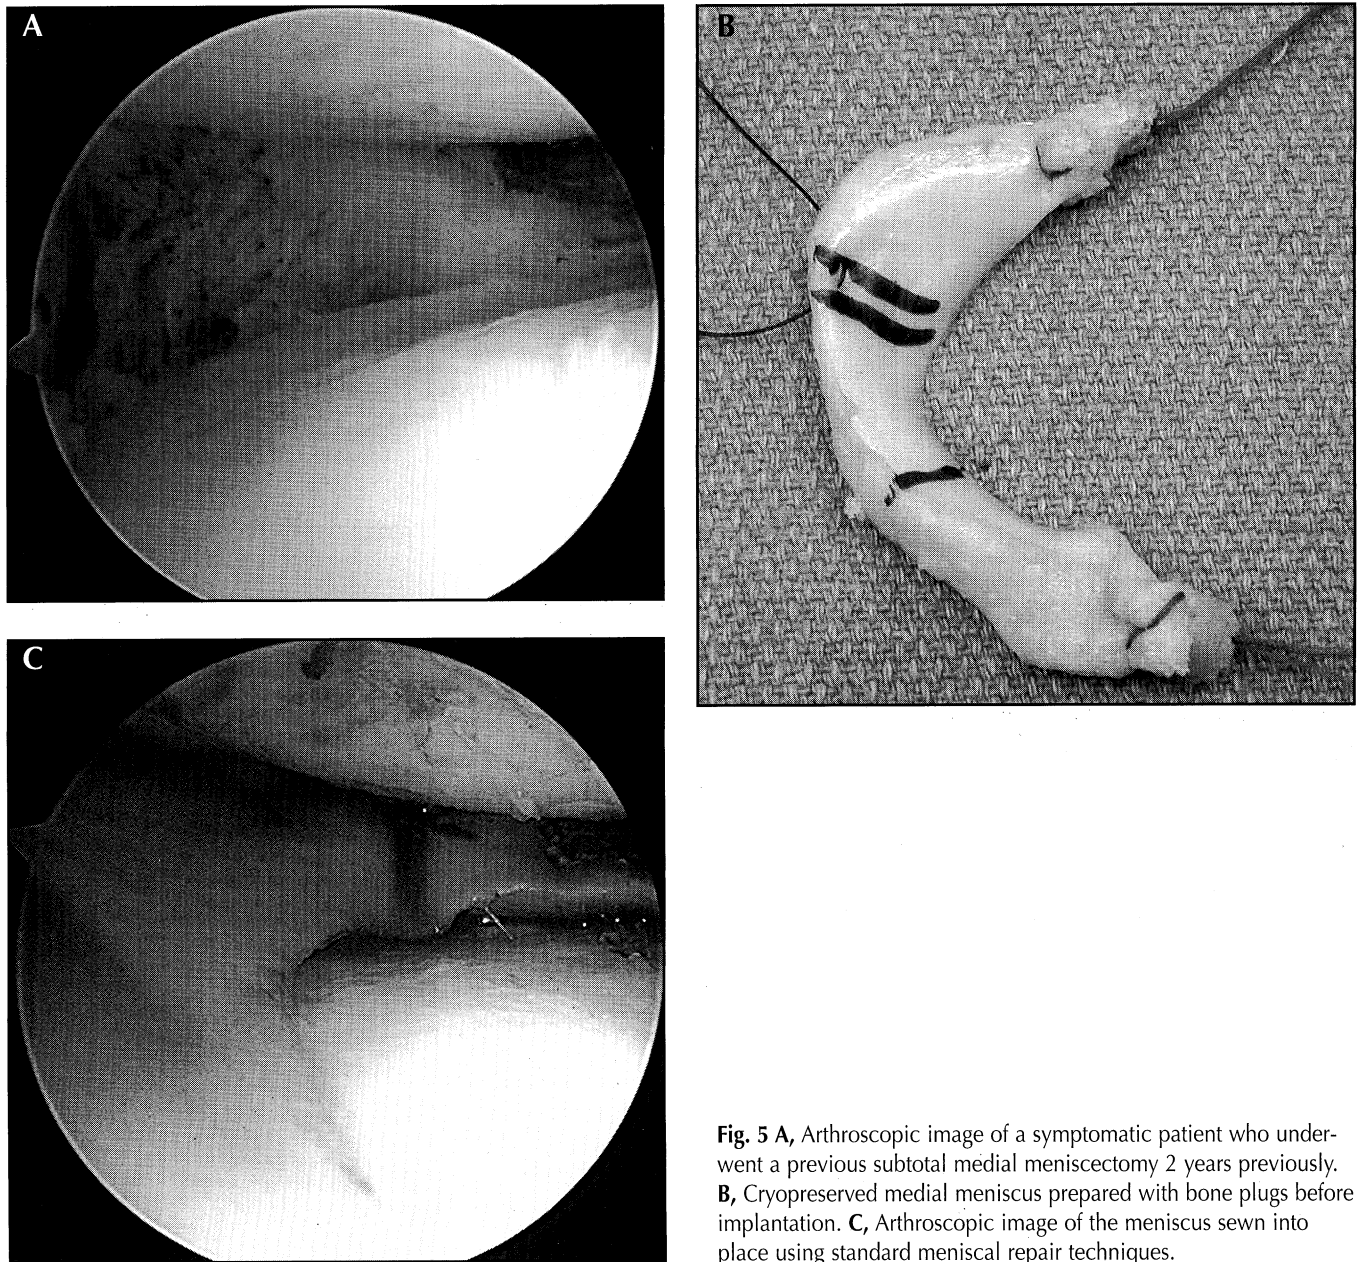 A
B
C
Fig. 5 A, Arthroscopic image of a symptomatic patient who under-
went a previous subtotal medial meniscectomy 2 years previously.
B, Cryopreserved medial meniscus prepared with bone plugs before
implantation. C, Arthroscopic image of the meniscus sewn into
place using standard meniscal repair techniques.